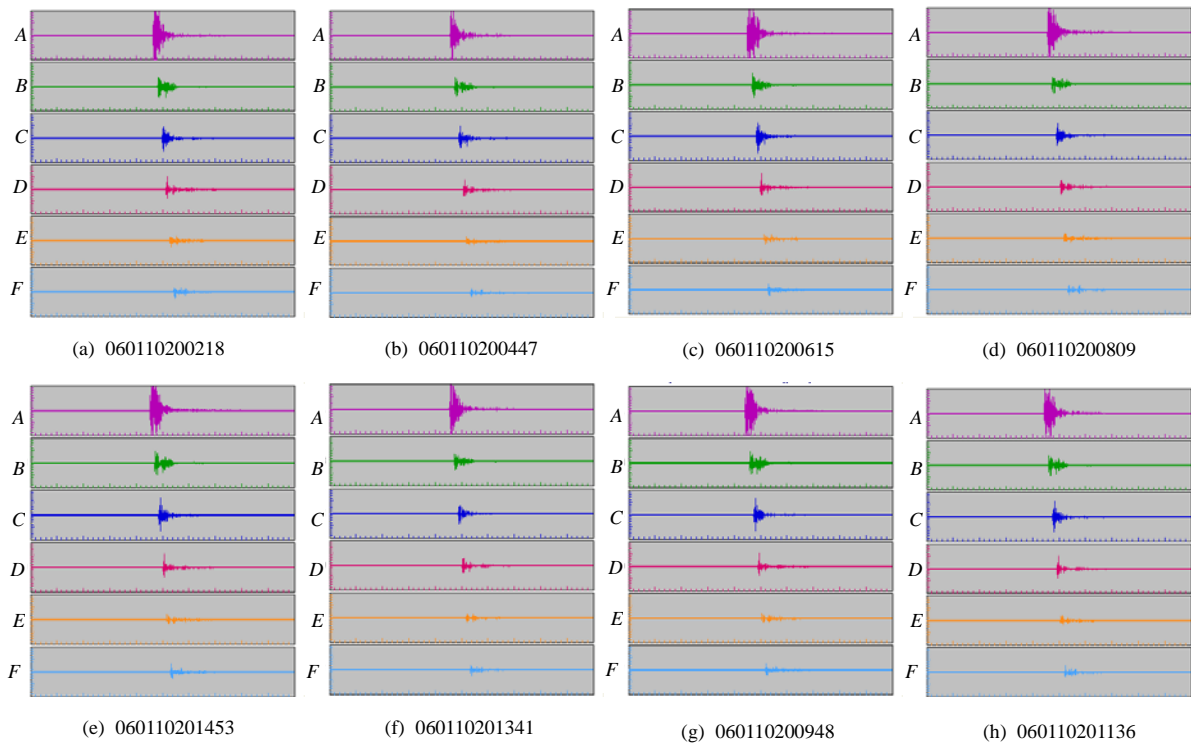 A A A A
B B B B
C C C C
D D D D
E E E E
F F F F
(a) 060110200218 (b) 060110200447 (c) 060110200615 (d) 060110200809
A A A A
B B B B
C C C C
D D D D
E E E E
F F F F
(e) 060110201453 (f) 060110201341 (g) 060110200948 (h) 060110201136